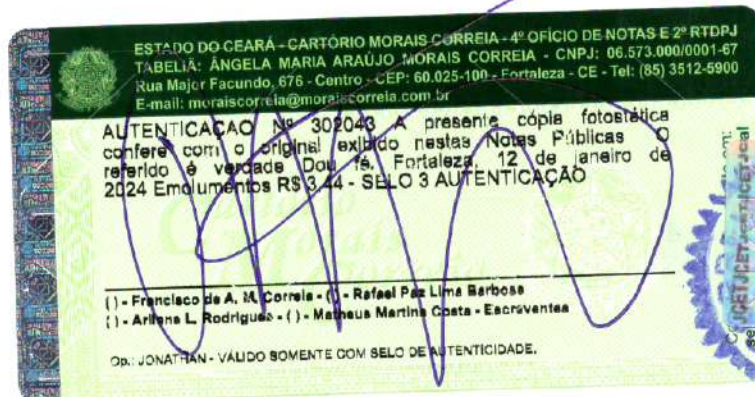 ESTADO DO CEARÁ - CARTÓRIO MORAIS CORREIA - 4º OFÍCIO DE NOTAS E 2º RTDPJ
TABELIÃ: ÂNGELA MARIA ARAÚJO MORAIS CORREIA - CNPJ: 06.573.000/0001-67
Rua Major Facundo, 676 - Centro - CEP: 60.025-100 - Fortaleza - CE - Tel: (85) 3512-5900
E-mail: moraiscorreia@moraiscorreia.com.br
AUTENTICAÇÃO Nº 302043 A presente cópia fotostática
confere com o original exibido nestas Notas Públicas O
referido é verdade Dou fé. Fortaleza, 12 de janeiro de
2024 Emolumentos R$ 3,44 - SELO 3 AUTENTICAÇÃO
( ) - Francisco de A. M. Correia - ( ) - Rafael Paz Lima Barbosa
( ) - Arilena L. Rodrigues - ( ) - Matheus Martins Costa - Escreventes
Op.: JONATHAN - VÁLIDO SOMENTE COM SELO DE AUTENTICIDADE.